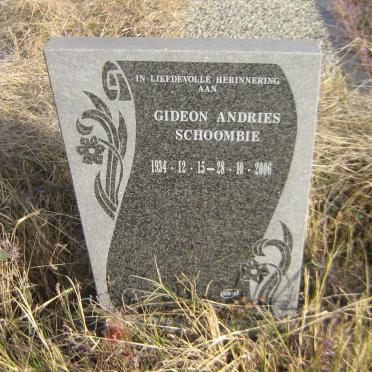 IN LIEFDEVOLLE HERINNERING
AAN
GIDEON ANDRIES
SCHOOMBIE
1934 · 12 · 15 — 28 · 10 · 2006